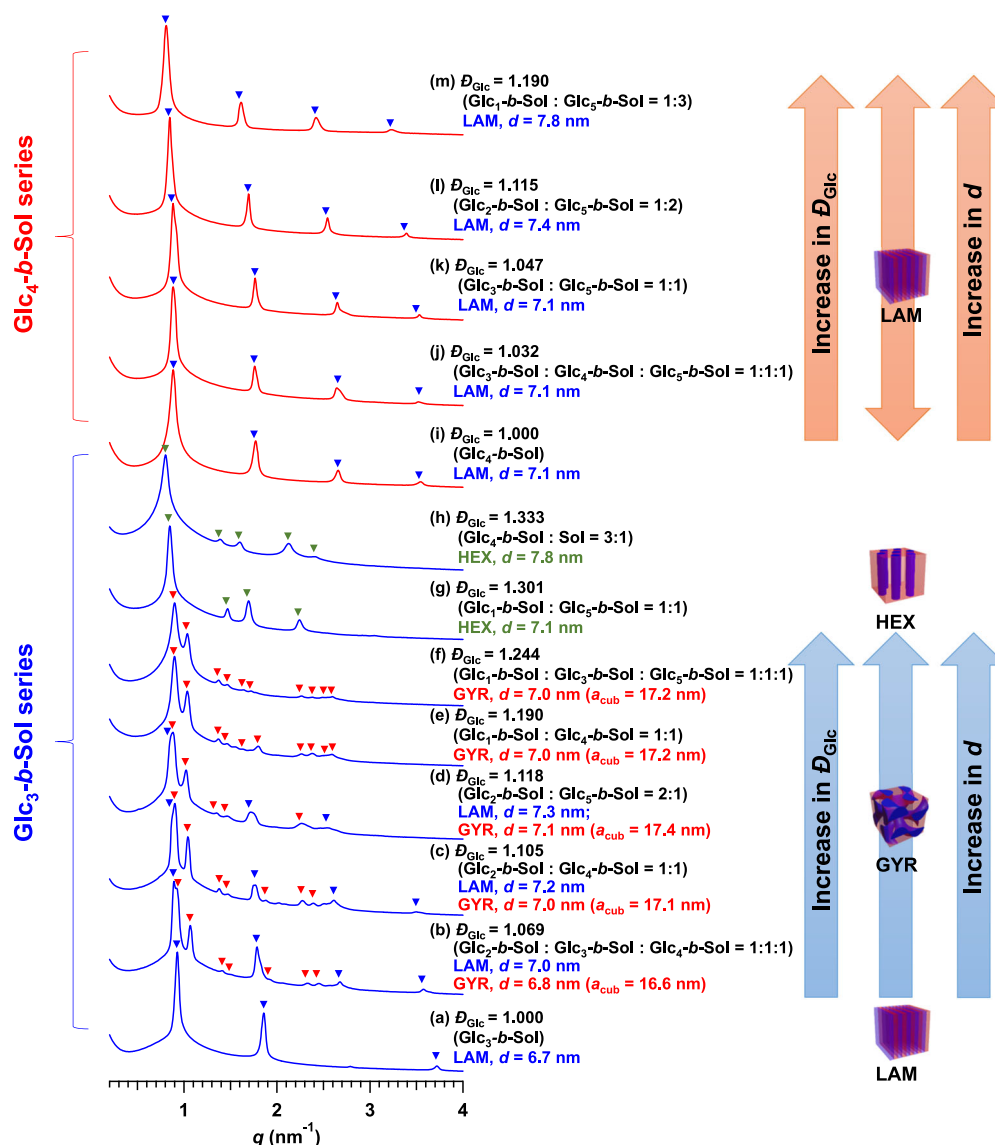 Glc4-b-Sol series
(m) ĐGlc = 1.190
(Glc1-b-Sol : Glc5-b-Sol = 1:3)
LAM, d = 7.8 nm
(l) ĐGlc = 1.115
(Glc2-b-Sol : Glc5-b-Sol = 1:2)
LAM, d = 7.4 nm
(k) ĐGlc = 1.047
(Glc3-b-Sol : Glc5-b-Sol = 1:1)
LAM, d = 7.1 nm
(j) ĐGlc = 1.032
(Glc3-b-Sol : Glc4-b-Sol : Glc5-b-Sol = 1:1:1)
LAM, d = 7.1 nm
(i) ĐGlc = 1.000
(Glc4-b-Sol)
LAM, d = 7.1 nm
Increase in ĐGlc
LAM
Increase in d
Glc3-b-Sol series
(h) ĐGlc = 1.333
(Glc4-b-Sol : Sol = 3:1)
HEX, d = 7.8 nm
(g) ĐGlc = 1.301
(Glc1-b-Sol : Glc5-b-Sol = 1:1)
HEX, d = 7.1 nm
(f) ĐGlc = 1.244
(Glc1-b-Sol : Glc3-b-Sol : Glc5-b-Sol = 1:1:1)
GYR, d = 7.0 nm (acub = 17.2 nm)
(e) ĐGlc = 1.190
(Glc1-b-Sol : Glc4-b-Sol = 1:1)
GYR, d = 7.0 nm (acub = 17.2 nm)
(d) ĐGlc = 1.118
(Glc2-b-Sol : Glc5-b-Sol = 2:1)
LAM, d = 7.3 nm;
GYR, d = 7.1 nm (acub = 17.4 nm)
(c) ĐGlc = 1.105
(Glc2-b-Sol : Glc4-b-Sol = 1:1)
LAM, d = 7.2 nm
GYR, d = 7.0 nm (acub = 17.1 nm)
(b) ĐGlc = 1.069
(Glc2-b-Sol : Glc3-b-Sol : Glc4-b-Sol = 1:1:1)
LAM, d = 7.0 nm
GYR, d = 6.8 nm (acub = 16.6 nm)
(a) ĐGlc = 1.000
(Glc3-b-Sol)
LAM, d = 6.7 nm
HEX
Increase in ĐGlc
GYR
Increase in d
LAM
1 2 3 4
q (nm-1)